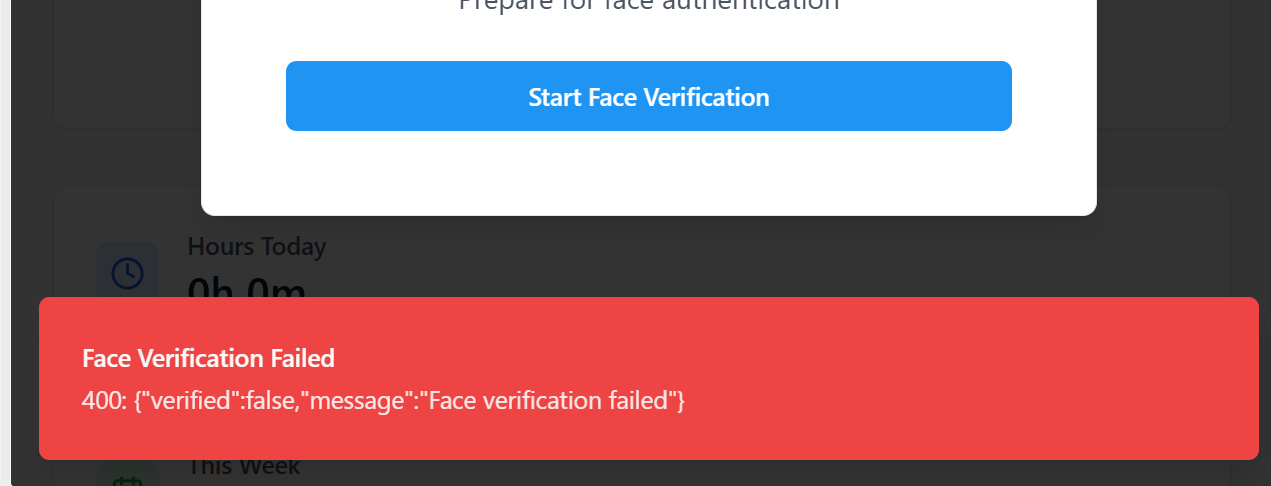 Prepare for face authentication
Start Face Verification
Hours Today
0h 0m
Face Verification Failed
400: {"verified":false,"message":"Face verification failed"}
This Week